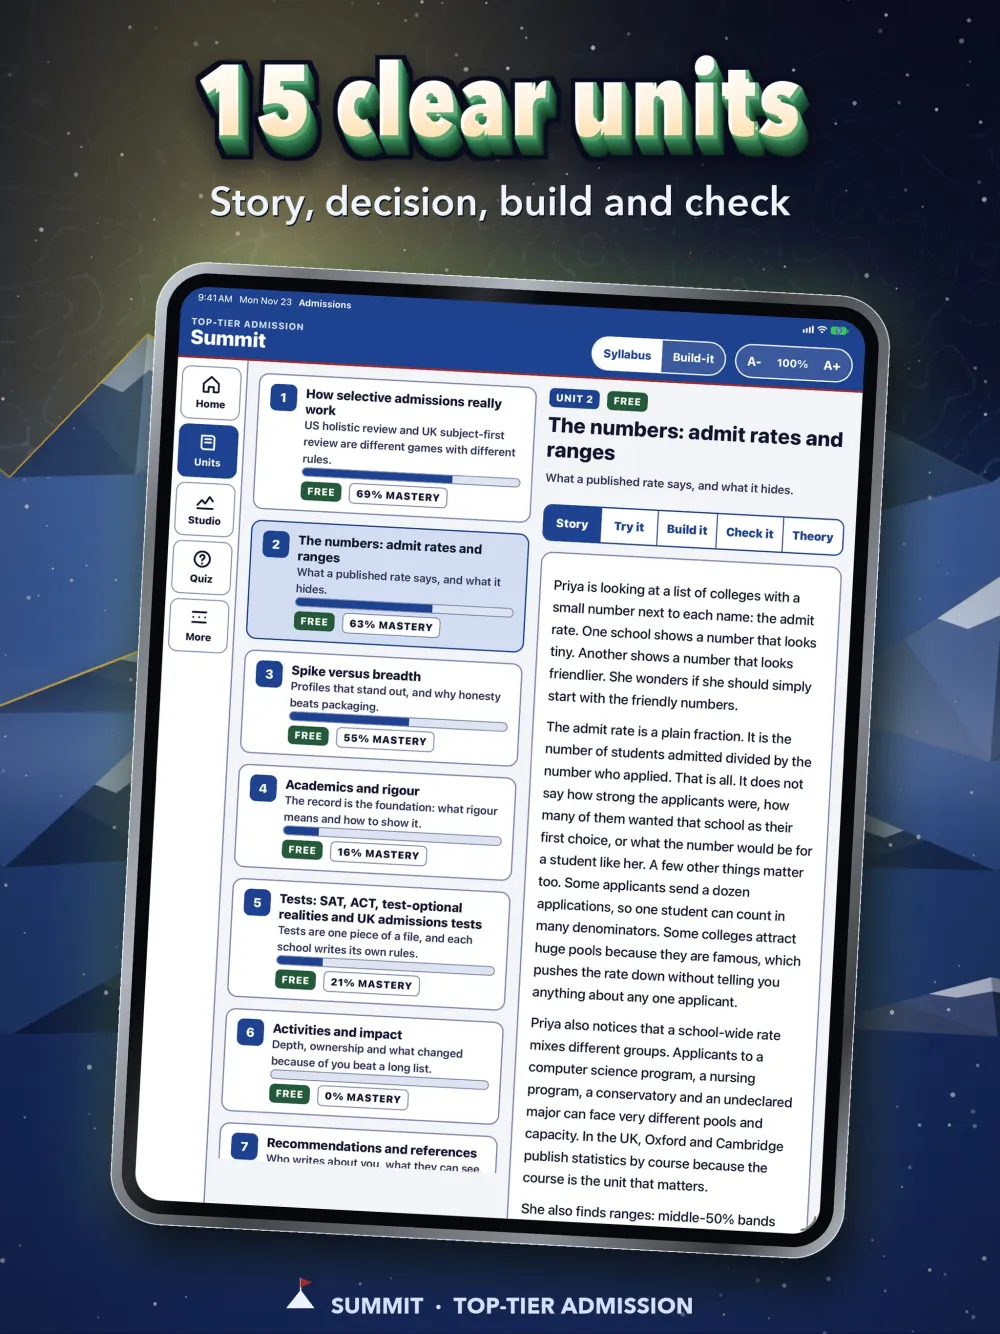 15 clear units
Story, decision, build and check
9:41 AM Mon Nov 23 Admissions
TOP-TIER ADMISSION
Summit
Syllabus
Build-it
A-
100%
A+
Home
Units
Studio
Quiz
More
1
How selective admissions really
work
US holistic review and UK subject-first
review are different games with different
rules.
FREE
69% MASTERY
2
The numbers: admit rates and
ranges
What a published rate says, and what it
hides.
FREE
63% MASTERY
3
Spike versus breadth
Profiles that stand out, and why honesty
beats packaging.
FREE
55% MASTERY
4
Academics and rigour
The record is the foundation: what rigour
means and how to show it.
FREE
16% MASTERY
5
Tests: SAT, ACT, test-optional
realities and UK admissions tests
Tests are one piece of a file, and each
school writes its own rules.
FREE
21% MASTERY
6
Activities and impact
Depth, ownership and what changed
because of you beat a long list.
FREE
0% MASTERY
7
Recommendations and references
Who writes about you, what they can see,
UNIT 2
FREE
The numbers: admit rates and
ranges
What a published rate says, and what it hides.
Story
Try it
Build it
Check it
Theory
Priya is looking at a list of colleges with a
small number next to each name: the admit
rate. One school shows a number that looks
tiny. Another shows a number that looks
friendlier. She wonders if she should simply
start with the friendly numbers.
The admit rate is a plain fraction. It is the
number of students admitted divided by the
number who applied. That is all. It does not
say how strong the applicants were, how
many of them wanted that school as their
first choice, or what the number would be for
a student like her. A few other things matter
too. Some applicants send a dozen
applications, so one student can count in
many denominators. Some colleges attract
huge pools because they are famous, which
pushes the rate down without telling you
anything about any one applicant.
Priya also notices that a school-wide rate
mixes different groups. Applicants to a
computer science program, a nursing
program, a conservatory and an undeclared
major can face very different pools and
capacity. In the UK, Oxford and Cambridge
publish statistics by course because the
course is the unit that matters.
She also finds ranges: middle-50% bands
SUMMIT · TOP-TIER ADMISSION